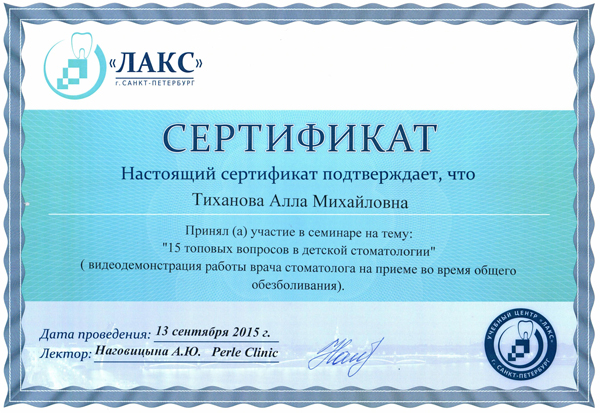 «ЛАКС»
г. САНКТ-ПЕТЕРБУРГ
СЕРТИФИКАТ
Настоящий сертификат подтверждает, что
Тиханова Алла Михайловна
Принял (а) участие в семинаре на тему:
"15 топовых вопросов в детской стоматологии"
( видеодемонстрация работы врача стоматолога на приеме во время общего
обезболивания).
Дата проведения: 13 сентября 2015 г.
Лектор: Наговицына А.Ю. Perle Clinic
УЧЕБНЫЙ ЦЕНТР «ЛАКС»
г. САНКТ-ПЕТЕРБУРГ